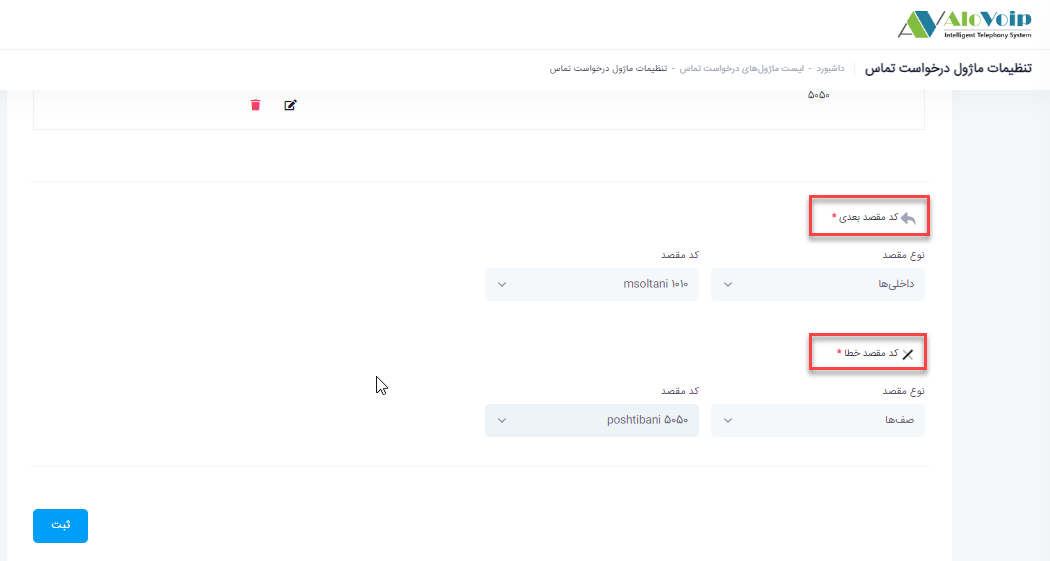 AloVoip
Intelligent Telephony System
تنظیمات ماژول درخواست تماس
داشبورد - لیست ماژول‌های درخواست تماس - تنظیمات ماژول درخواست تماس
۵۰۵۰
کد مقصد بعدی *
نوع مقصد
کد مقصد
داخلی‌ها
msoltani ۱۰۱۰
کد مقصد خطا *
نوع مقصد
کد مقصد
صف‌ها
poshtibani ۵۰۵۰
ثبت